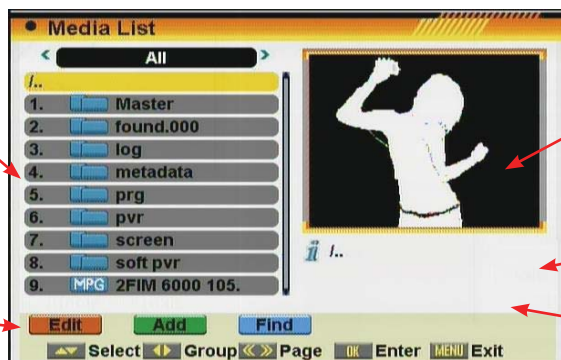 Media List
All
/..
1. Master
2. found.000
3. log
4. metadata
5. prg
6. pvr
7. screen
8. soft pvr
9. MPG 2FIM 6000 105.
i /..
Edit Add Find
Select Group Page OK Enter MENU Exit